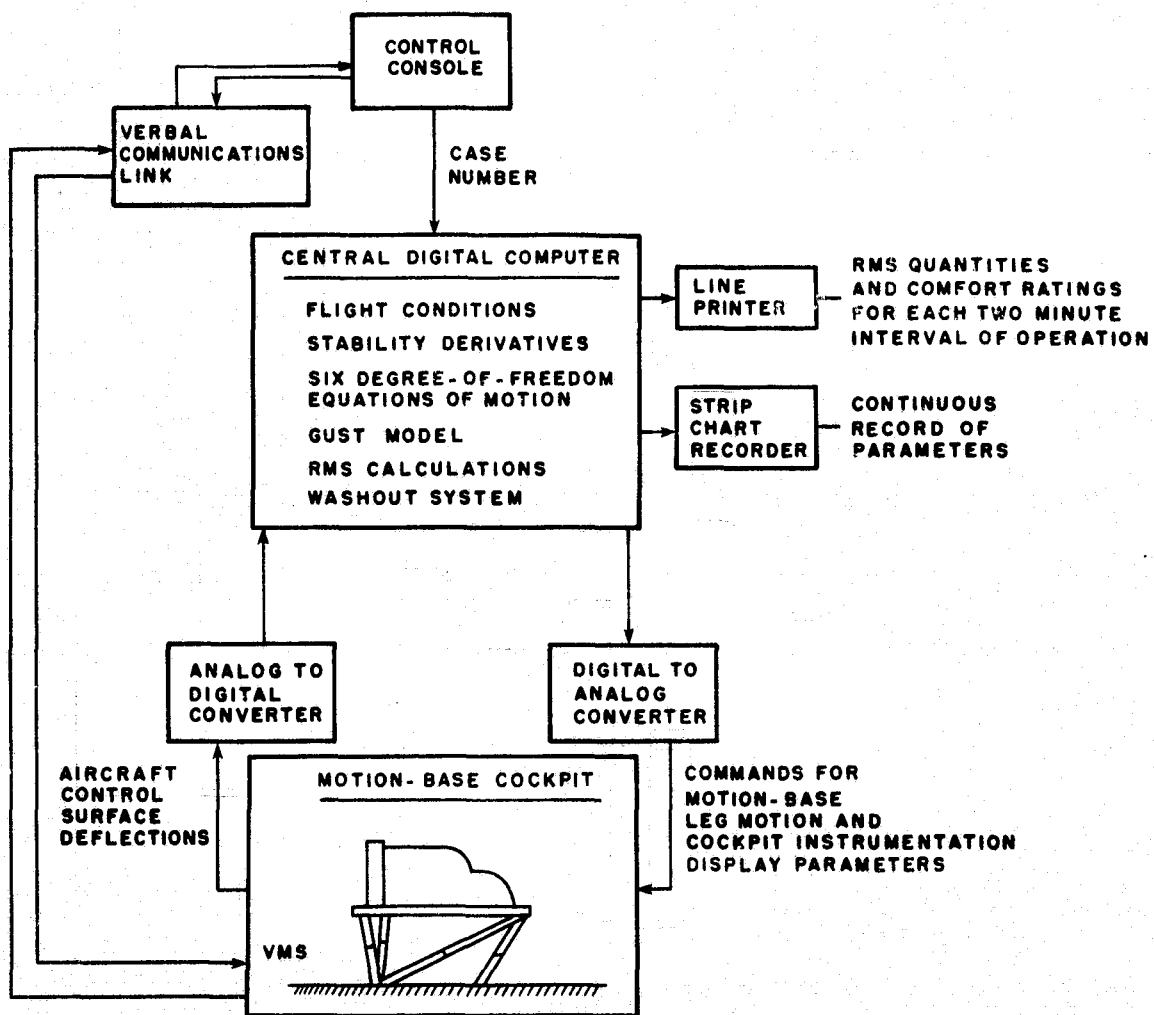 CONTROL
CONSOLE
VERBAL
COMMUNICATIONS
LINK
CASE
NUMBER
CENTRAL DIGITAL COMPUTER
FLIGHT CONDITIONS
STABILITY DERIVATIVES
SIX DEGREE-OF-FREEDOM
EQUATIONS OF MOTION
GUST MODEL
RMS CALCULATIONS
WASHOUT SYSTEM
LINE
PRINTER
RMS QUANTITIES
AND COMFORT RATINGS
FOR EACH TWO MINUTE
INTERVAL OF OPERATION
STRIP
CHART
RECORDER
CONTINUOUS
RECORD OF
PARAMETERS
ANALOG TO
DIGITAL
CONVERTER
DIGITAL TO
ANALOG
CONVERTER
AIRCRAFT
CONTROL
SURFACE
DEFLECTIONS
MOTION-BASE COCKPIT
VMS
COMMANDS FOR
MOTION-BASE
LEG MOTION AND
COCKPIT INSTRUMENTATION
DISPLAY PARAMETERS